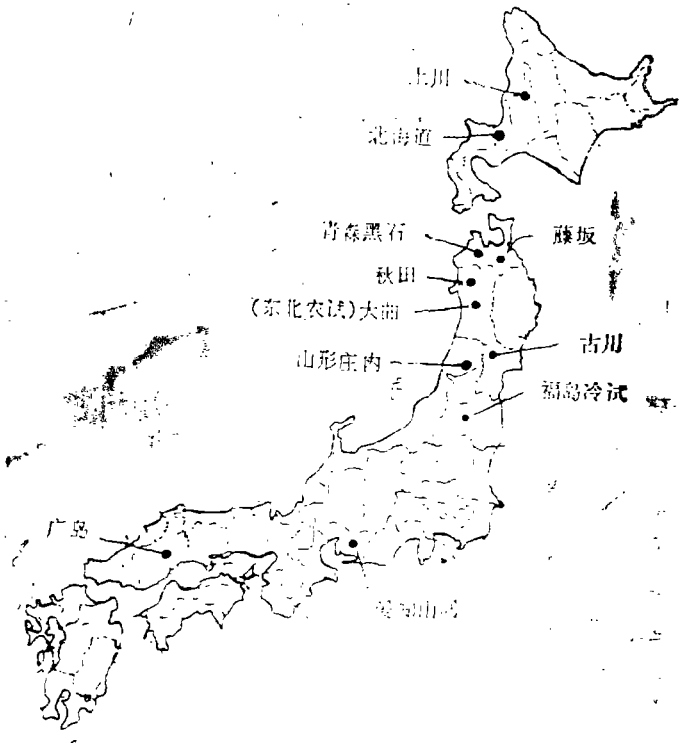 上川
北海道
青森黑石
藤坂
秋田
(东北农试)大曲
古川
山形庄内
福岛冷试
广岛